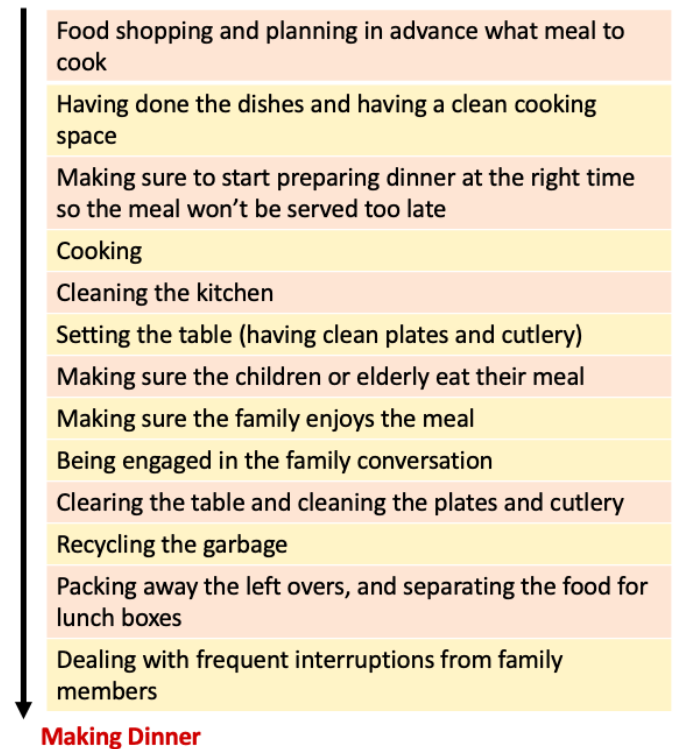 Food shopping and planning in advance what meal to
cook
Having done the dishes and having a clean cooking
space
Making sure to start preparing dinner at the right time
so the meal won't be served too late
Cooking
Cleaning the kitchen
Setting the table (having clean plates and cutlery)
Making sure the children or elderly eat their meal
Making sure the family enjoys the meal
Being engaged in the family conversation
Clearing the table and cleaning the plates and cutlery
Recycling the garbage
Packing away the left overs, and separating the food for
lunch boxes
Dealing with frequent interruptions from family
members
Making Dinner